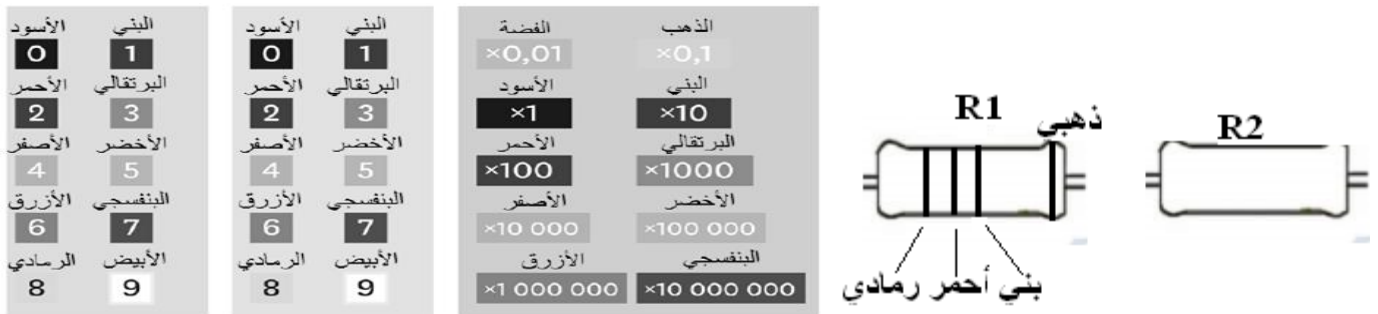 البني الأسود
1 0
البرتقالي الأحمر
3 2
الأخضر الأصفر
5 4
البنفسجي الأزرق
7 6
الأبيض الرمادي
9 8
البني الأسود
1 0
البرتقالي الأحمر
3 2
الأخضر الأصفر
5 4
البنفسجي الأزرق
7 6
الأبيض الرمادي
9 8
الذهب الفضة
×0,1 ×0,01
البني الأسود
×10 ×1
البرتقالي الأحمر
×1000 ×100
الأخضر الأصفر
×100 000 ×10 000
البنفسجي الأزرق
×10 000 000 ×1 000 000
R1
ذهبي
بني أحمر رمادي
R2